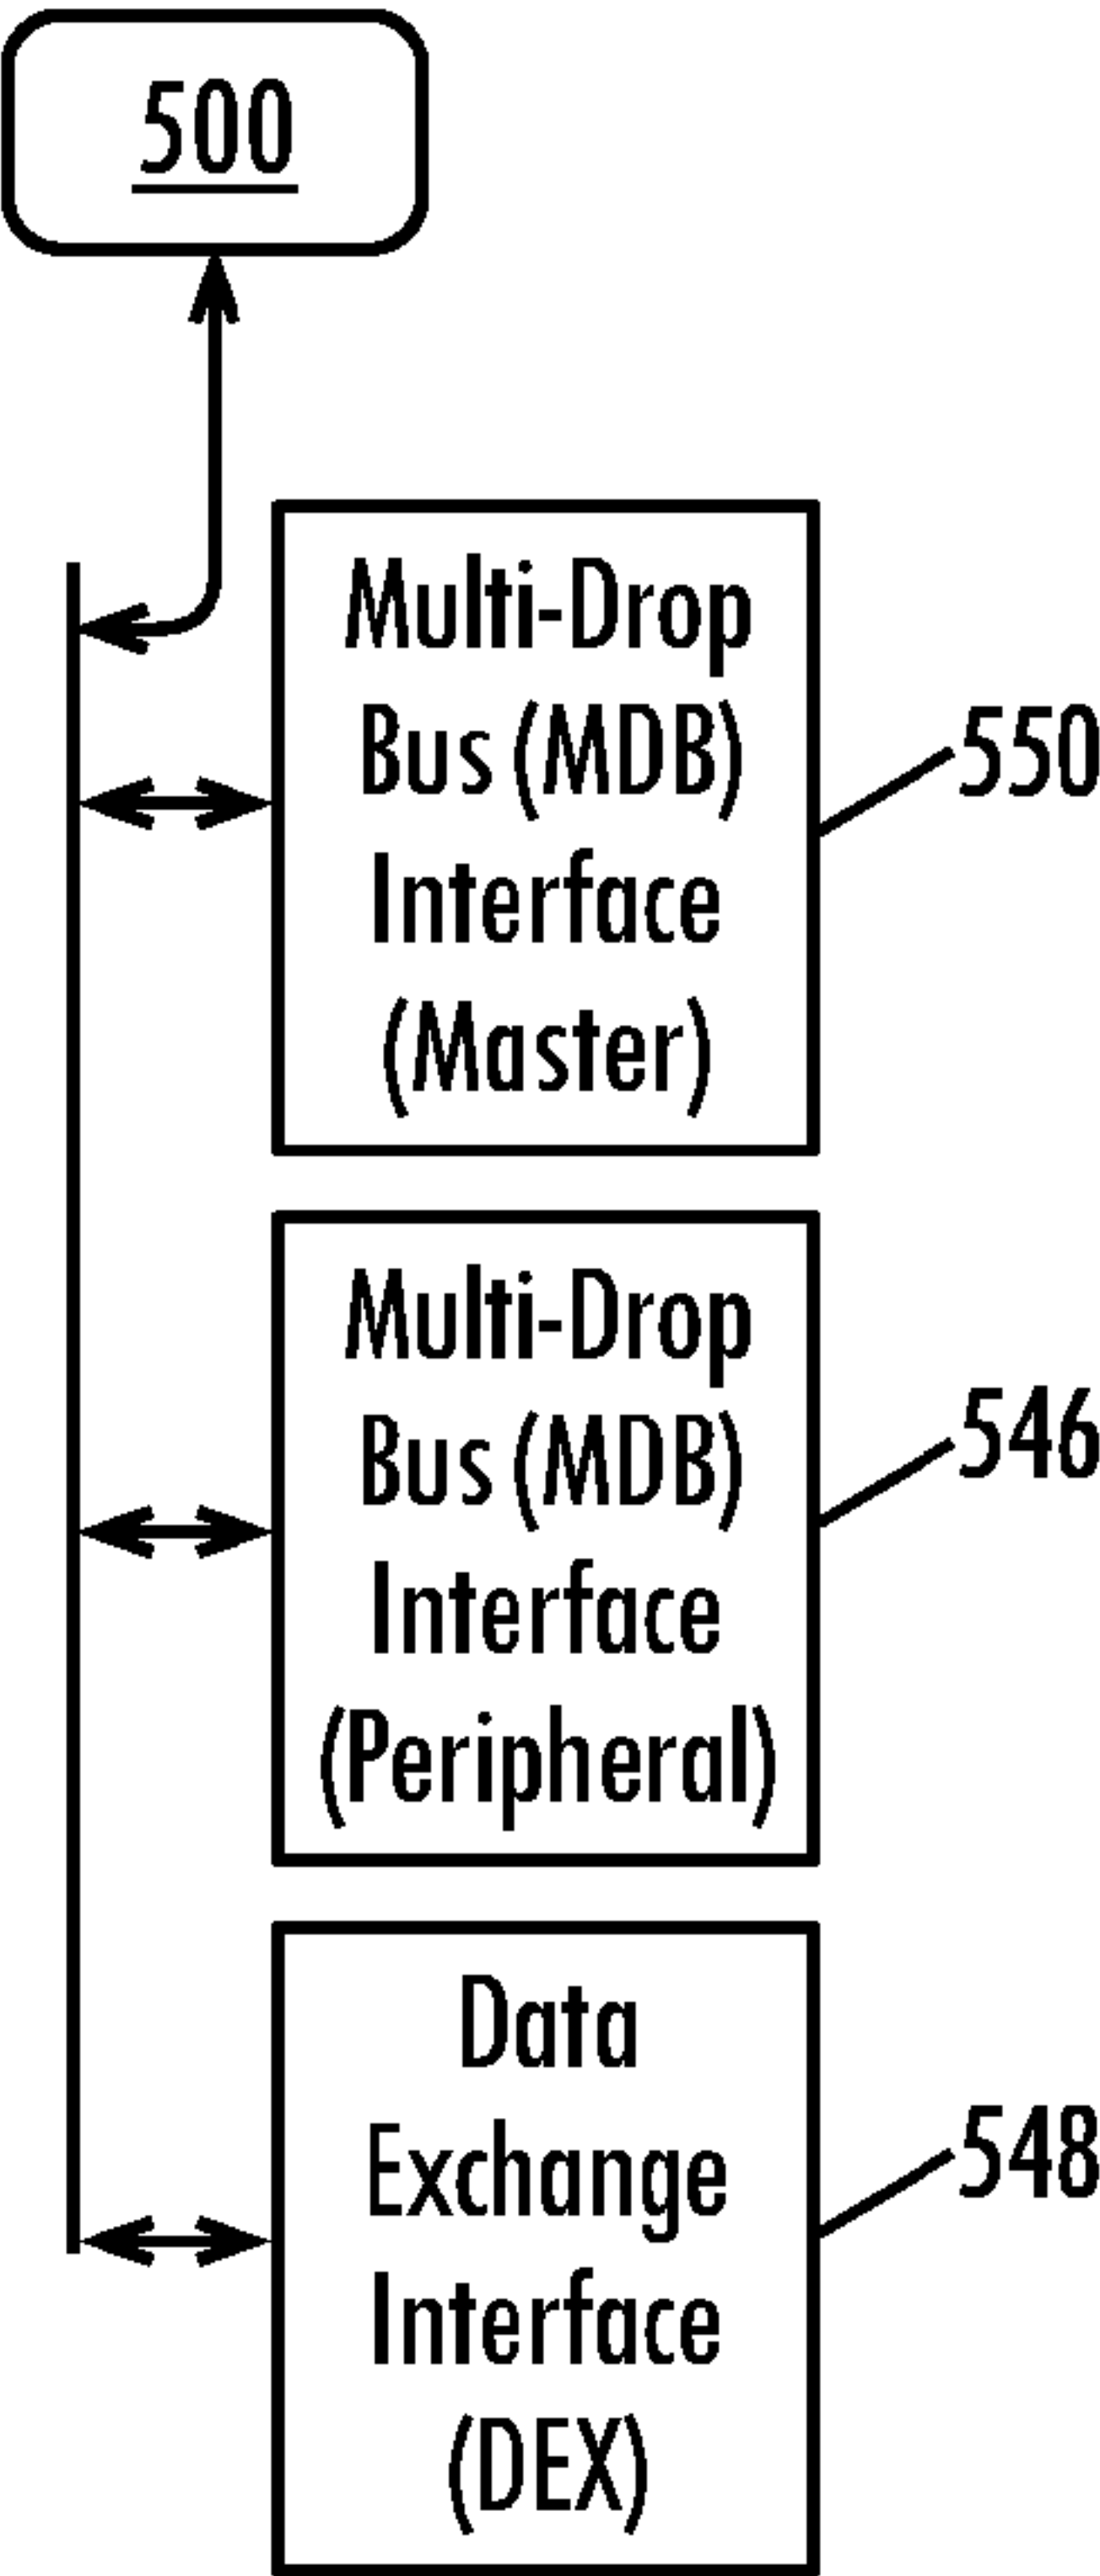 500
Multi-Drop
Bus (MDB)
Interface
(Master)
550
Multi-Drop
Bus (MDB)
Interface
(Peripheral)
546
Data
Exchange
Interface
(DEX)
548